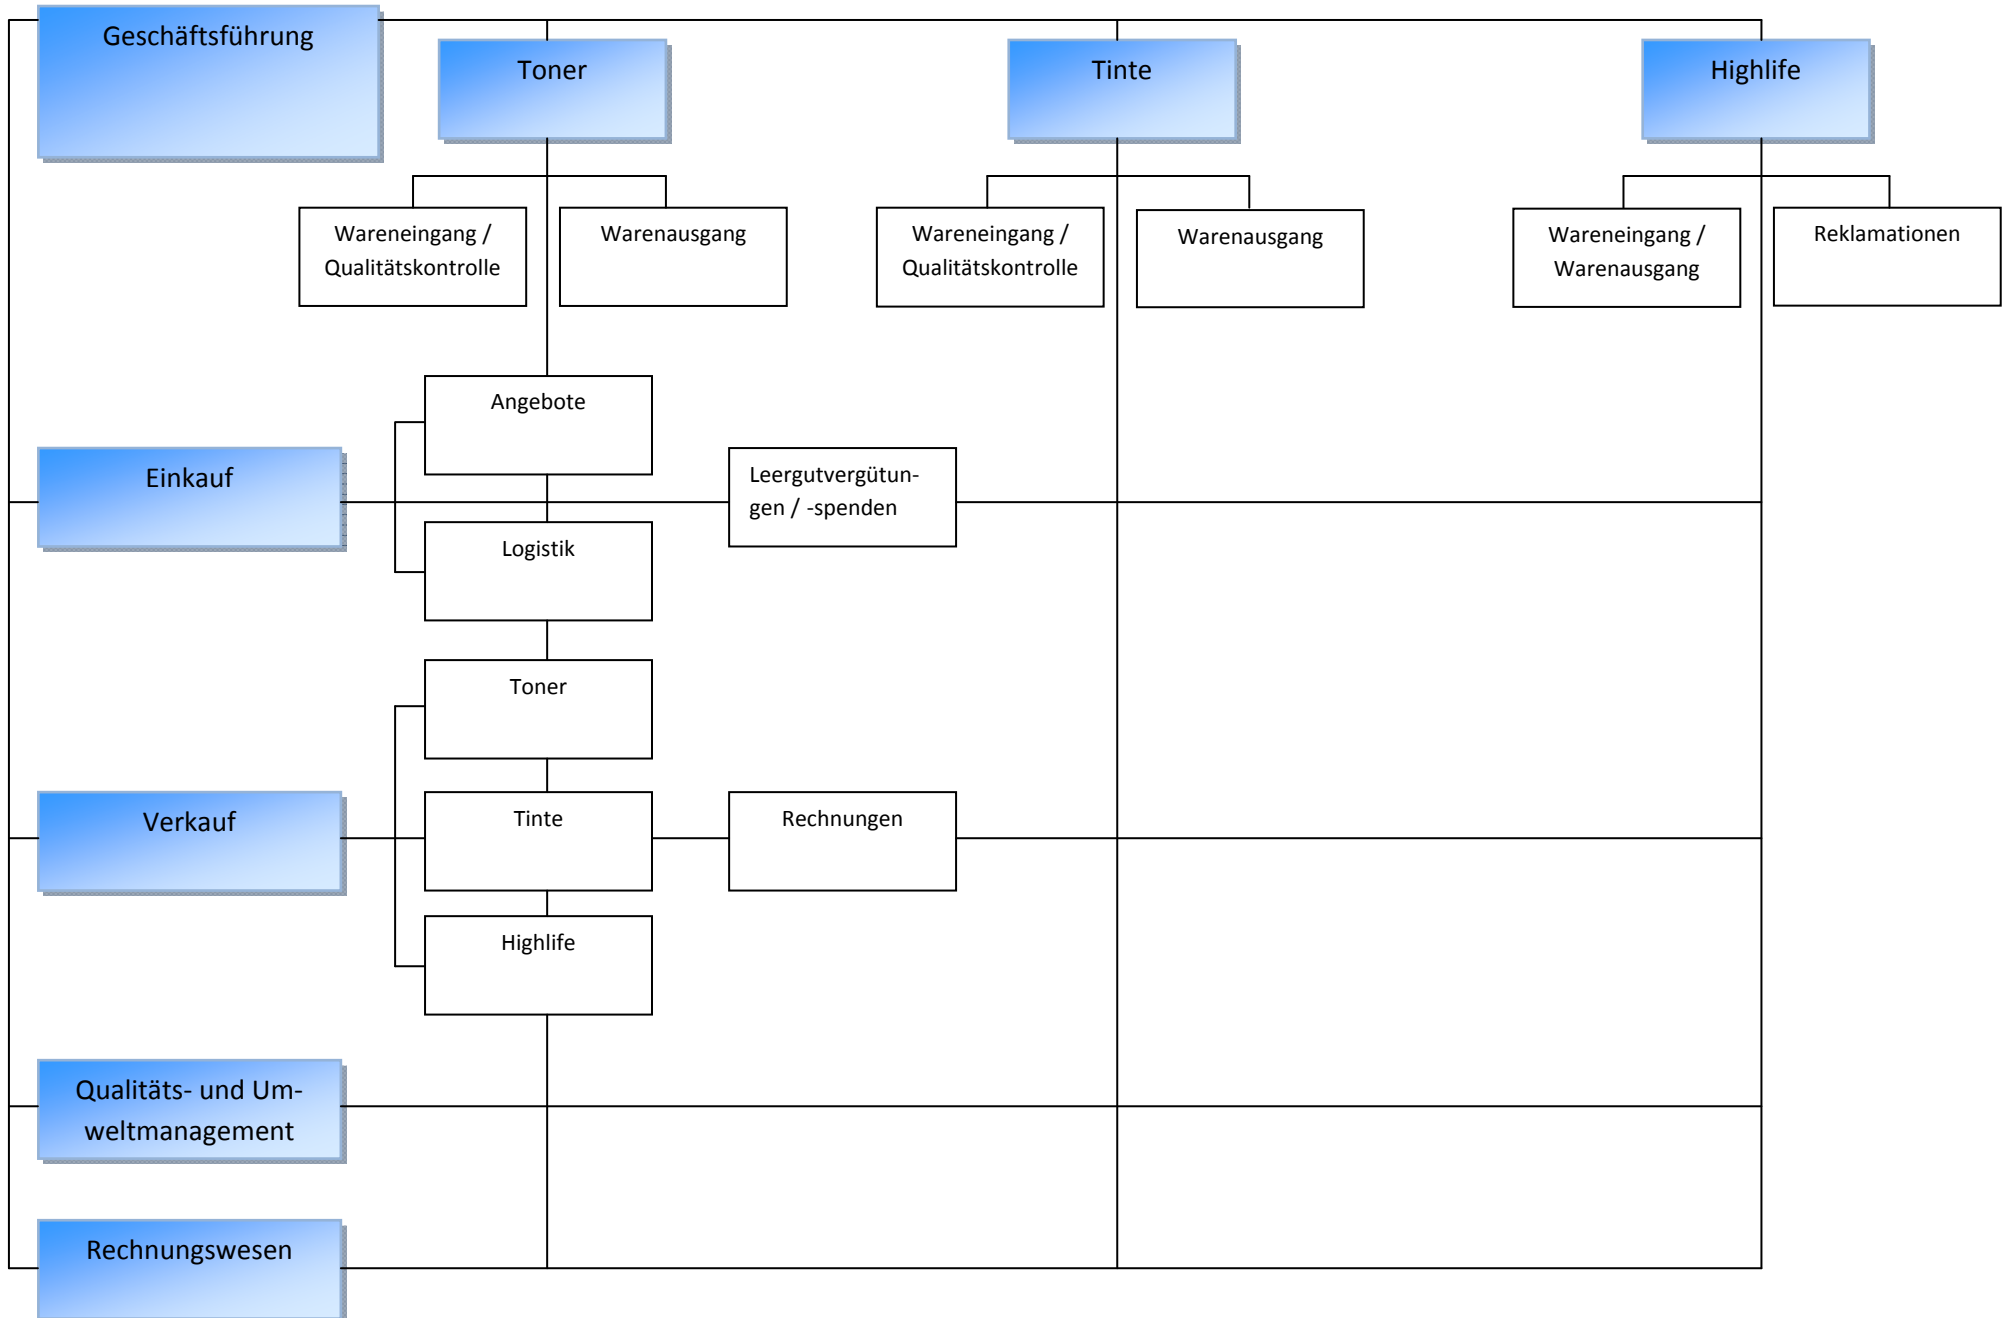 Geschäftsführung
Toner
Tinte
Highlife
Wareneingang /
Qualitätskontrolle
Warenausgang
Wareneingang /
Qualitätskontrolle
Warenausgang
Wareneingang /
Warenausgang
Reklamationen
Angebote
Einkauf
Leergutvergütun-
gen / -spenden
Logistik
Toner
Verkauf
Tinte
Rechnungen
Highlife
Qualitäts- und Um-
weltmanagement
Rechnungswesen